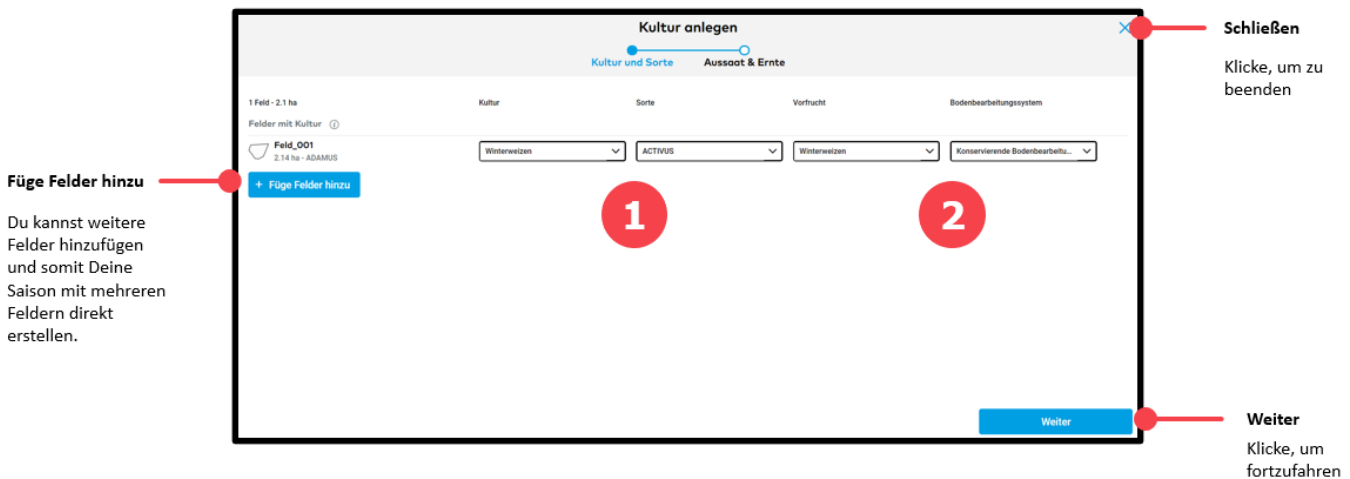 Kultur anlegen
Kultur und Sorte Aussaat & Ernte
1 Feld - 2.1 ha Kultur Sorte Vorfrucht Bodenbearbeitungssystem
Felder mit Kultur i
Feld_001
2.14 ha - ADAMUS
Winterweizen ACTIVUS Winterweizen Konservierende Bodenbearbeitu...
+ Füge Felder hinzu
1 2
Weiter
Füge Felder hinzu
Du kannst weitere
Felder hinzufügen
und somit Deine
Saison mit mehreren
Feldern direkt
erstellen.
Schließen
Klicke, um zu
beenden
Weiter
Klicke, um
fortzufahren